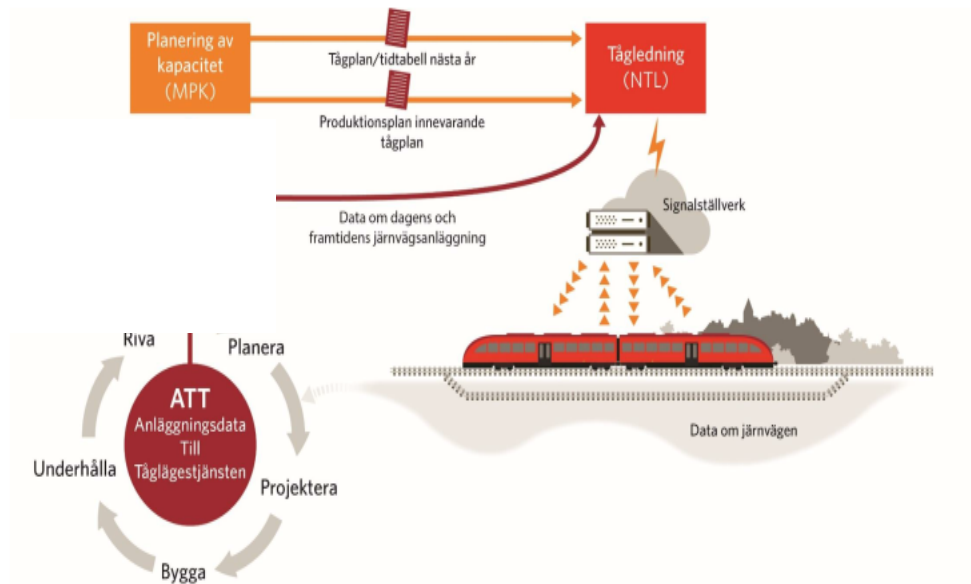 Planering av
kapacitet
(MPK)
Tågplan/tidtabell nästa år
Tågledning
(NTL)
Produktionsplan innevarande
tågplan
Signalställverk
Data om dagens och
framtidens järnvägsanläggning
Riva
Planera
ATT
Anläggningsdata
Till
Tåglägestjänsten
Data om järnvägen
Underhålla
Projektera
Bygga